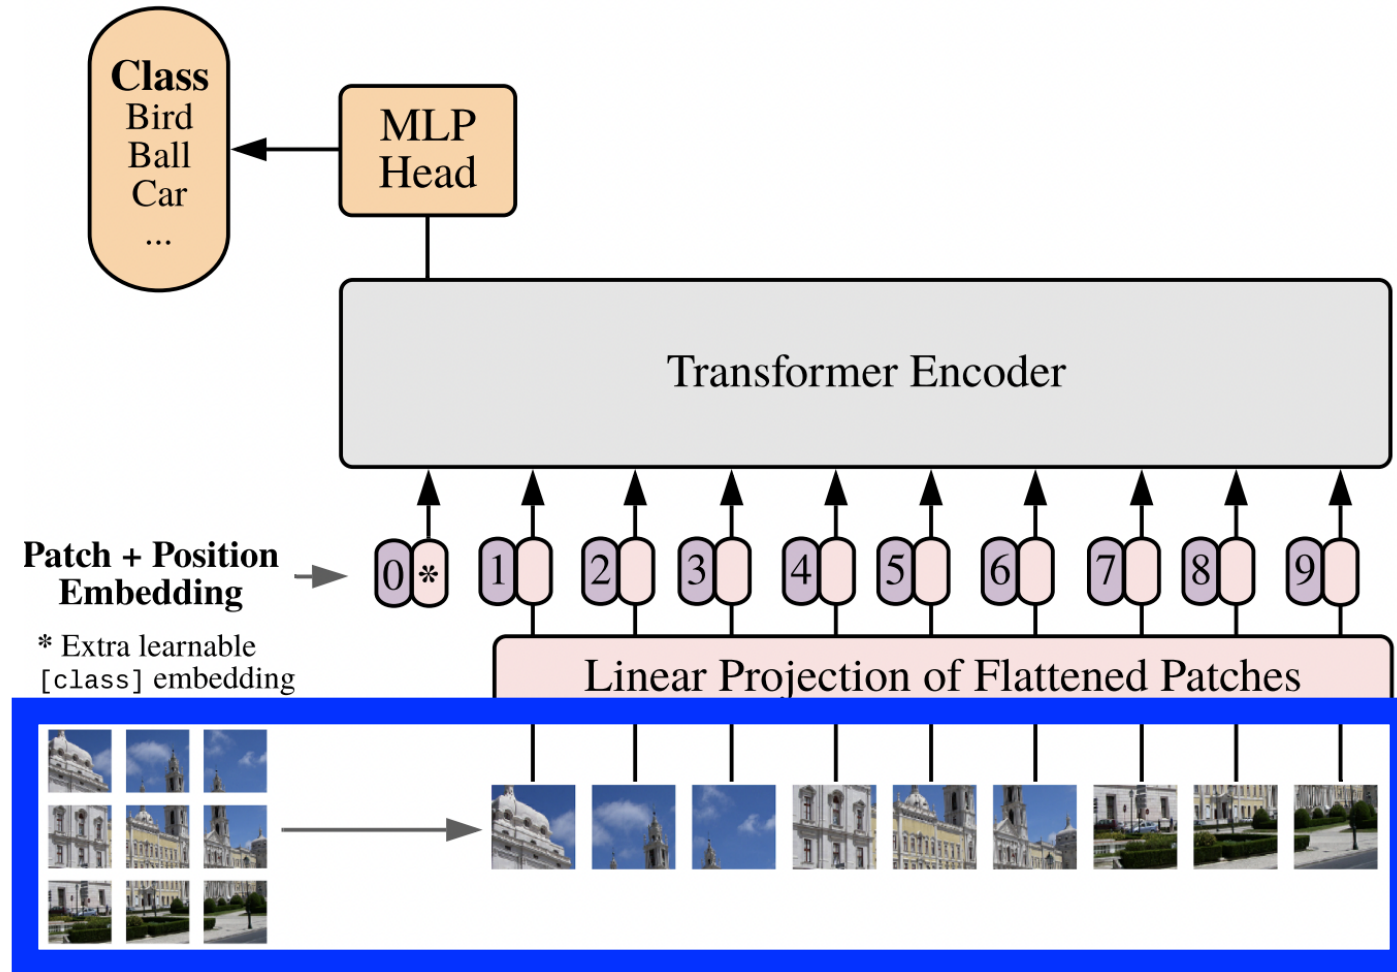 Class
Bird
Ball
Car
...
MLP
Head
Transformer Encoder
Patch + Position
Embedding
0 * 1 2 3 4 5 6 7 8 9
* Extra learnable
[class] embedding
Linear Projection of Flattened Patches